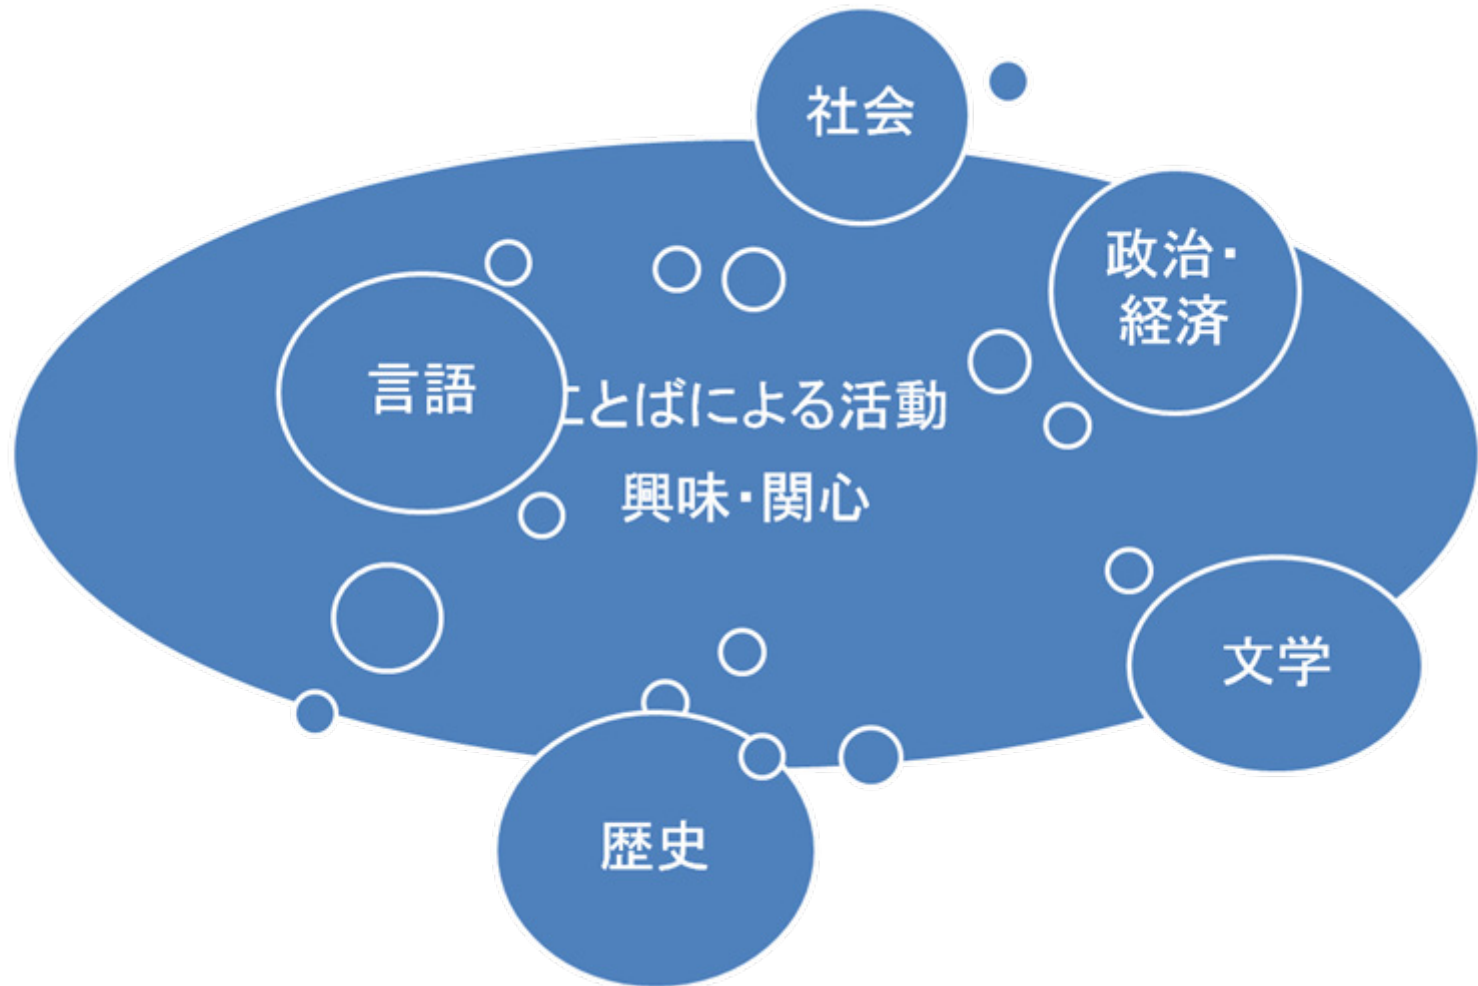 社会
政治・
経済
言語
ことばによる活動
興味・関心
文学
歴史